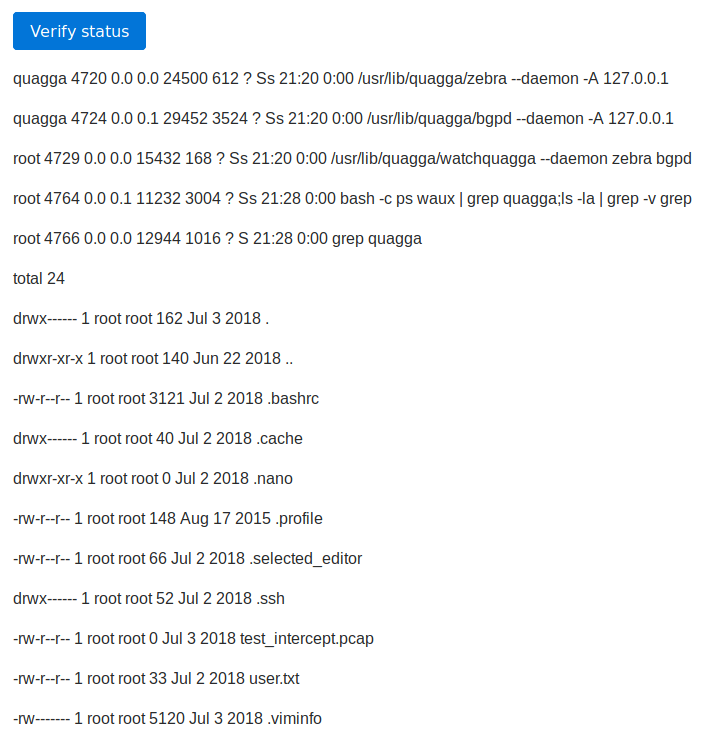 Verify status
quagga 4720 0.0 0.0 24500 612 ? Ss 21:20 0:00 /usr/lib/quagga/zebra --daemon -A 127.0.0.1
quagga 4724 0.0 0.1 29452 3524 ? Ss 21:20 0:00 /usr/lib/quagga/bgpd --daemon -A 127.0.0.1
root 4729 0.0 0.0 15432 168 ? Ss 21:20 0:00 /usr/lib/quagga/watchquagga --daemon zebra bgpd
root 4764 0.0 0.1 11232 3004 ? Ss 21:28 0:00 bash -c ps waux | grep quagga;ls -la | grep -v grep
root 4766 0.0 0.0 12944 1016 ? S 21:28 0:00 grep quagga
total 24
drwx------ 1 root root 162 Jul 3 2018 .
drwxr-xr-x 1 root root 140 Jun 22 2018 ..
-rw-r--r-- 1 root root 3121 Jul 2 2018 .bashrc
drwx------ 1 root root 40 Jul 2 2018 .cache
drwxr-xr-x 1 root root 0 Jul 2 2018 .nano
-rw-r--r-- 1 root root 148 Aug 17 2015 .profile
-rw-r--r-- 1 root root 66 Jul 2 2018 .selected_editor
drwx------ 1 root root 52 Jul 2 2018 .ssh
-rw-r--r-- 1 root root 0 Jul 3 2018 test_intercept.pcap
-rw-r--r-- 1 root root 33 Jul 2 2018 user.txt
-rw------- 1 root root 5120 Jul 3 2018 .viminfo